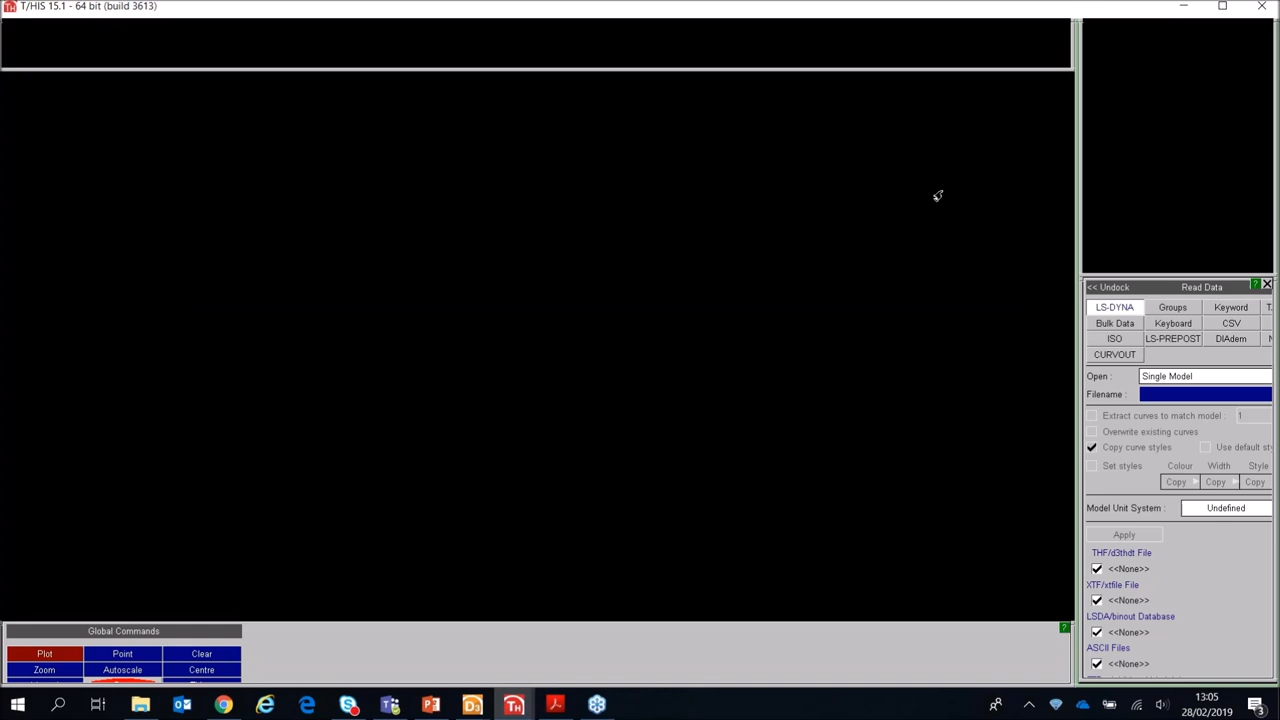 T/HIS 15.1 - 64 bit (build 3613)
<< Undock Read Data ?
LS-DYNA Groups Keyword
Bulk Data Keyboard CSV
ISO LS-PREPOST DIAdem
CURVOUT
Open : Single Model
Filename :
Extract curves to match model : 1
Overwrite existing curves
Copy curve styles Use default sty
Set styles Colour Width Style
Copy Copy Copy
Model Unit System : Undefined
Apply
THF/d3thdt File
<<None>>
XTF/xtfile File
<<None>>
LSDA/binout Database
<<None>>
ASCII Files
<<None>>
Global Commands ?
Plot Point Clear
Zoom Autoscale Centre
13:05
28/02/2019
3